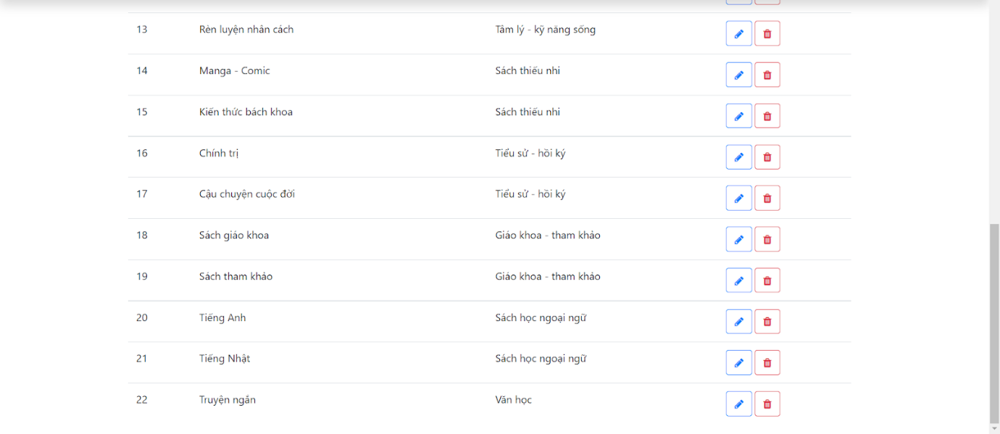 13 Rèn luyện nhân cách Tâm lý - kỹ năng sống
14 Manga - Comic Sách thiếu nhi
15 Kiến thức bách khoa Sách thiếu nhi
16 Chính trị Tiểu sử - hồi ký
17 Câu chuyện cuộc đời Tiểu sử - hồi ký
18 Sách giáo khoa Giáo khoa - tham khảo
19 Sách tham khảo Giáo khoa - tham khảo
20 Tiếng Anh Sách học ngoại ngữ
21 Tiếng Nhật Sách học ngoại ngữ
22 Truyện ngắn Văn học